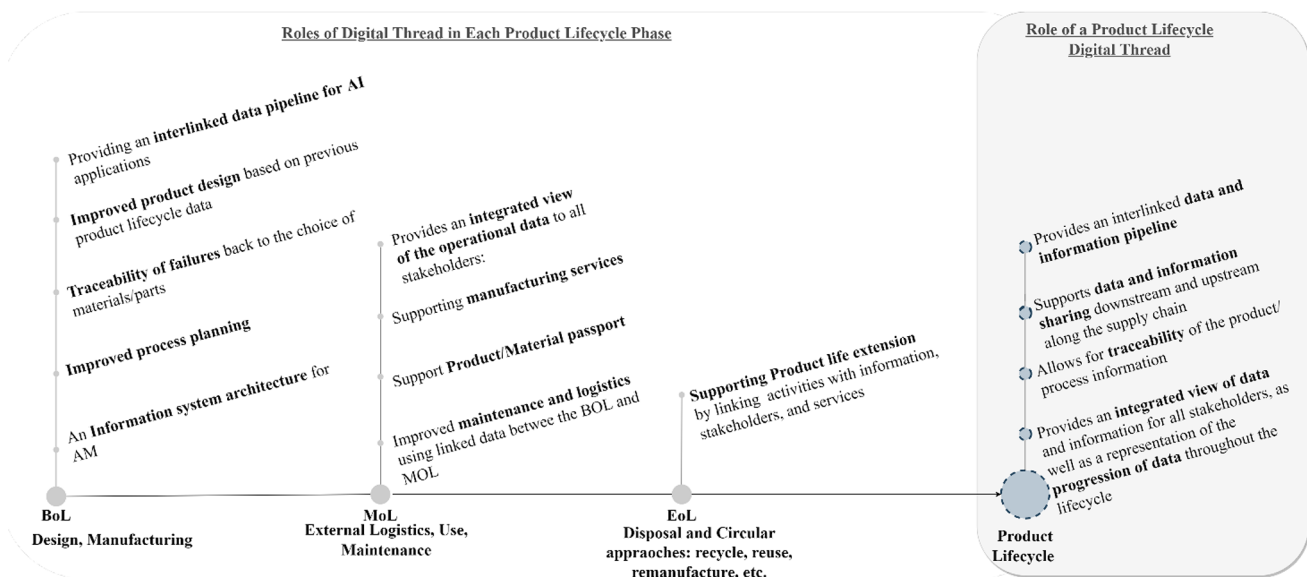 Roles of Digital Thread in Each Product Lifecycle Phase
Providing an interlinked data pipeline for AI
applications
Improved product design based on previous
product lifecycle data
Traceability of failures back to the choice of
materials/parts
Improved process planning
An Information system architecture for
AM
BoL
Design, Manufacturing
Provides an integrated view
of the operational data to all
stakeholders:
Supporting manufacturing services
Support Product/Material passport
Improved maintenance and logistics
using linked data betwee the BOL and
MOL
MoL
External Logistics, Use,
Maintenance
Supporting Product life extension
by linking activities with information,
stakeholders, and services
EoL
Disposal and Circular
appraoches: recycle, reuse,
remanufacture, etc.
Role of a Product Lifecycle
Digital Thread
Provides an interlinked data and
information pipeline
Supports data and information
sharing downstream and upstream
along the supply chain
Allows for traceability of the product/
process information
Provides an integrated view of data
and information for all stakeholders, as
well as a representation of the
progression of data throughout the
lifecycle
Product
Lifecycle